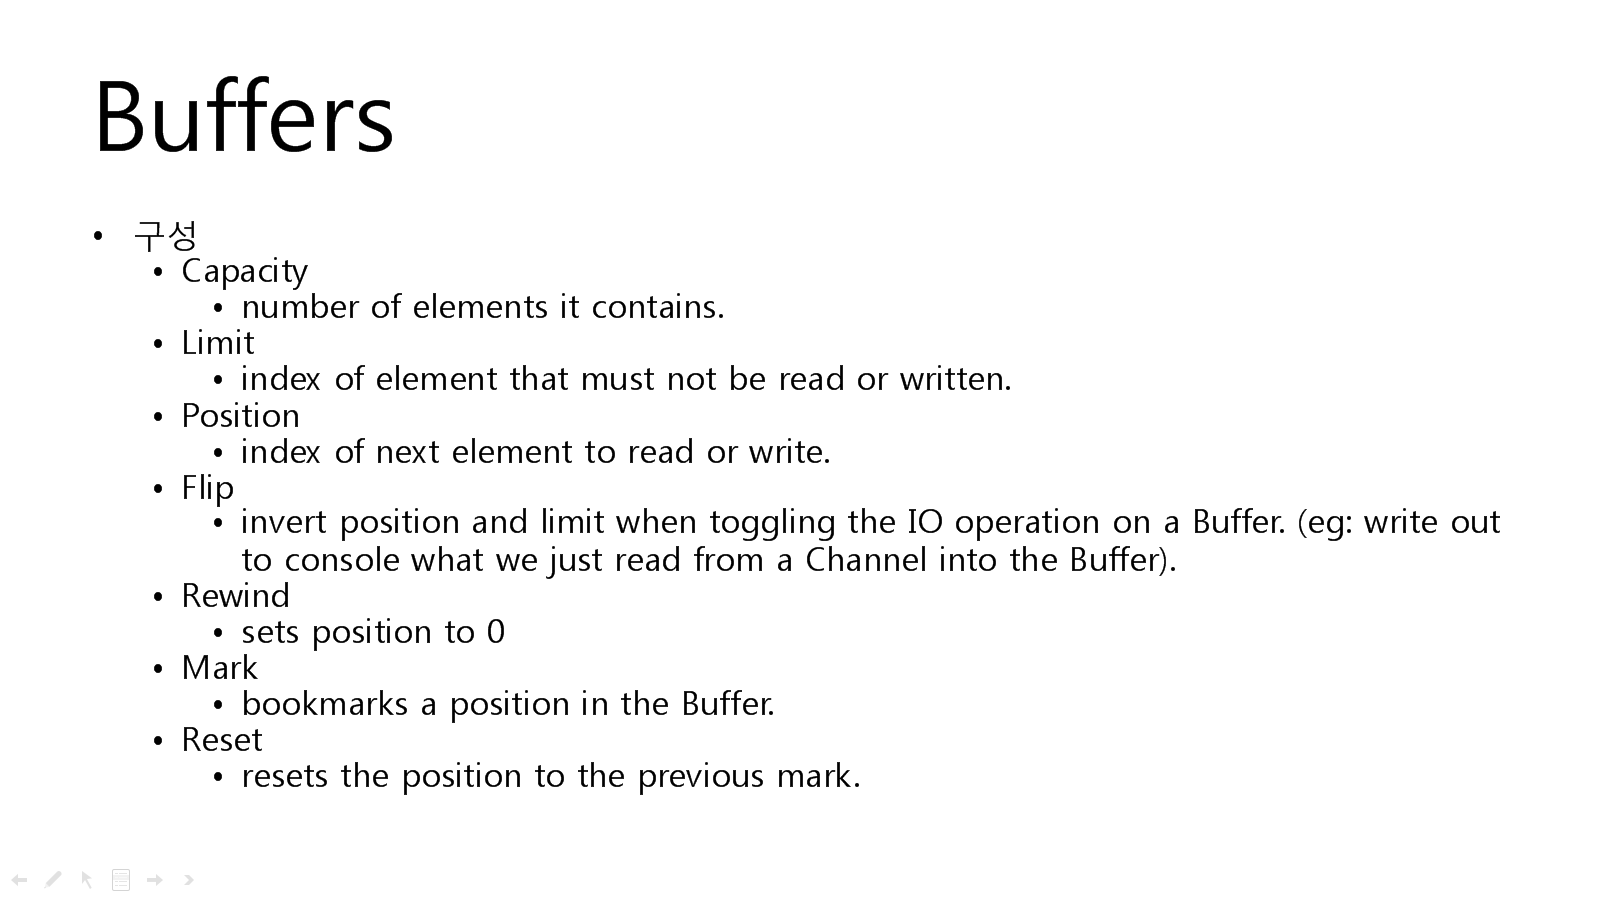 Buffers
• 구성
• Capacity
• number of elements it contains.
• Limit
• index of element that must not be read or written.
• Position
• index of next element to read or write.
• Flip
• invert position and limit when toggling the IO operation on a Buffer. (eg: write out
to console what we just read from a Channel into the Buffer).
• Rewind
• sets position to 0
• Mark
• bookmarks a position in the Buffer.
• Reset
• resets the position to the previous mark.